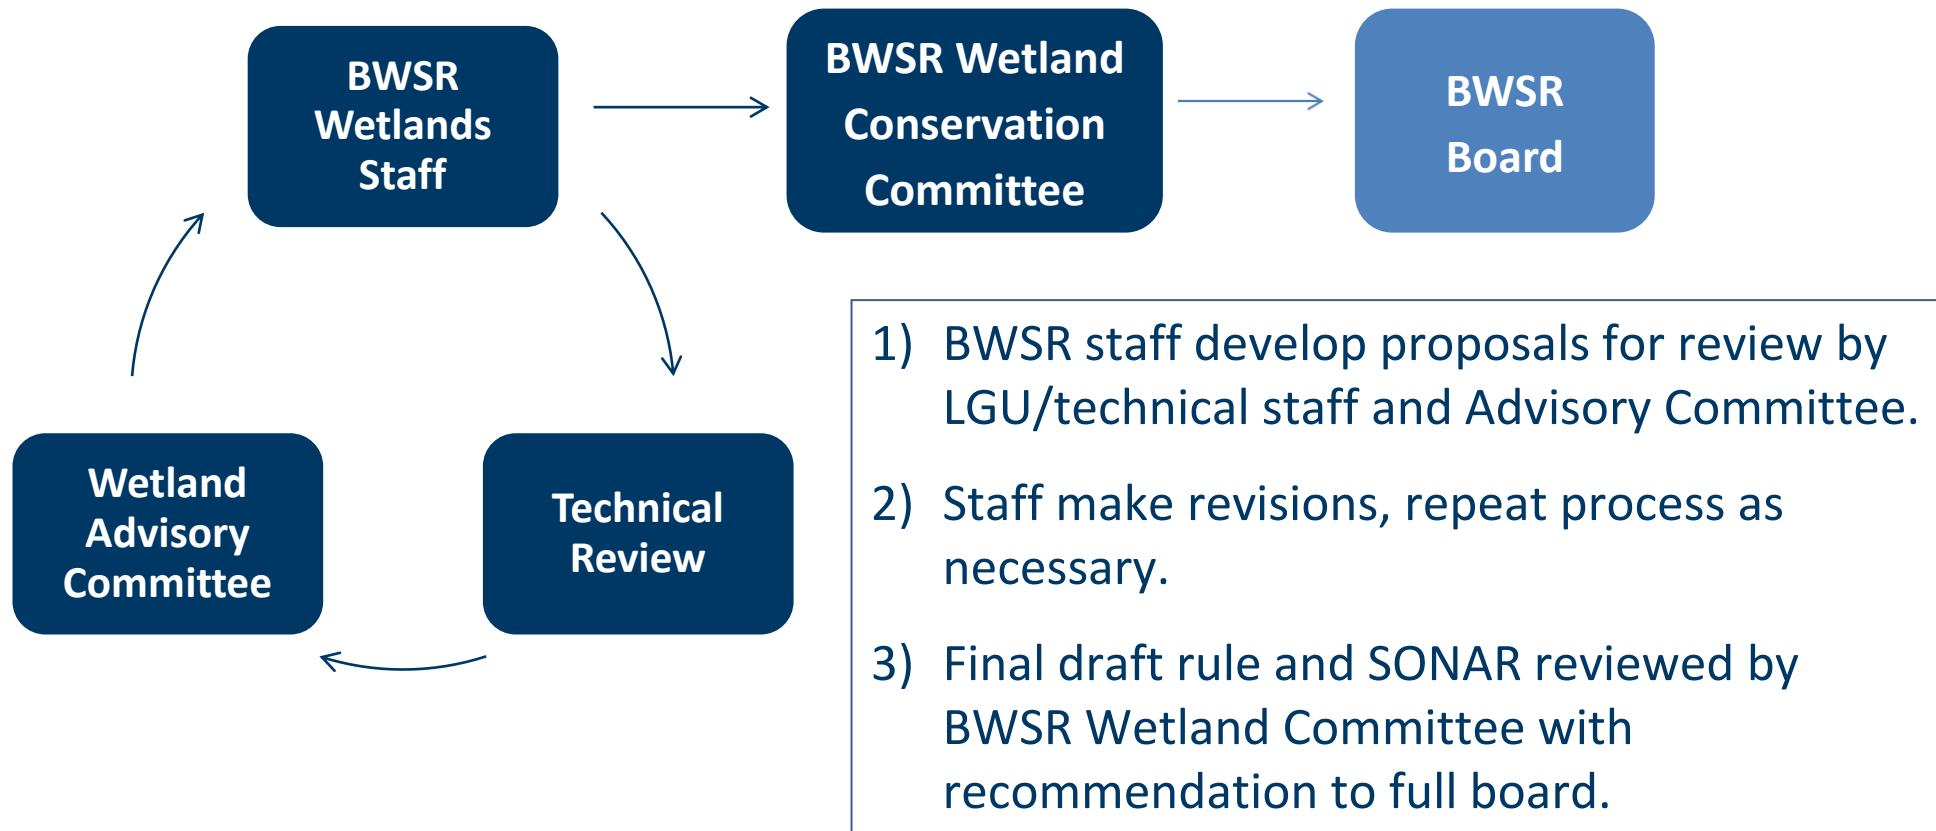 BWSR
Wetlands
Staff
BWSR Wetland
Conservation
Committee
BWSR
Board
Wetland
Advisory
Committee
Technical
Review
1) BWSR staff develop proposals for review by
LGU/technical staff and Advisory Committee.
2) Staff make revisions, repeat process as
necessary.
3) Final draft rule and SONAR reviewed by
BWSR Wetland Committee with
recommendation to full board.